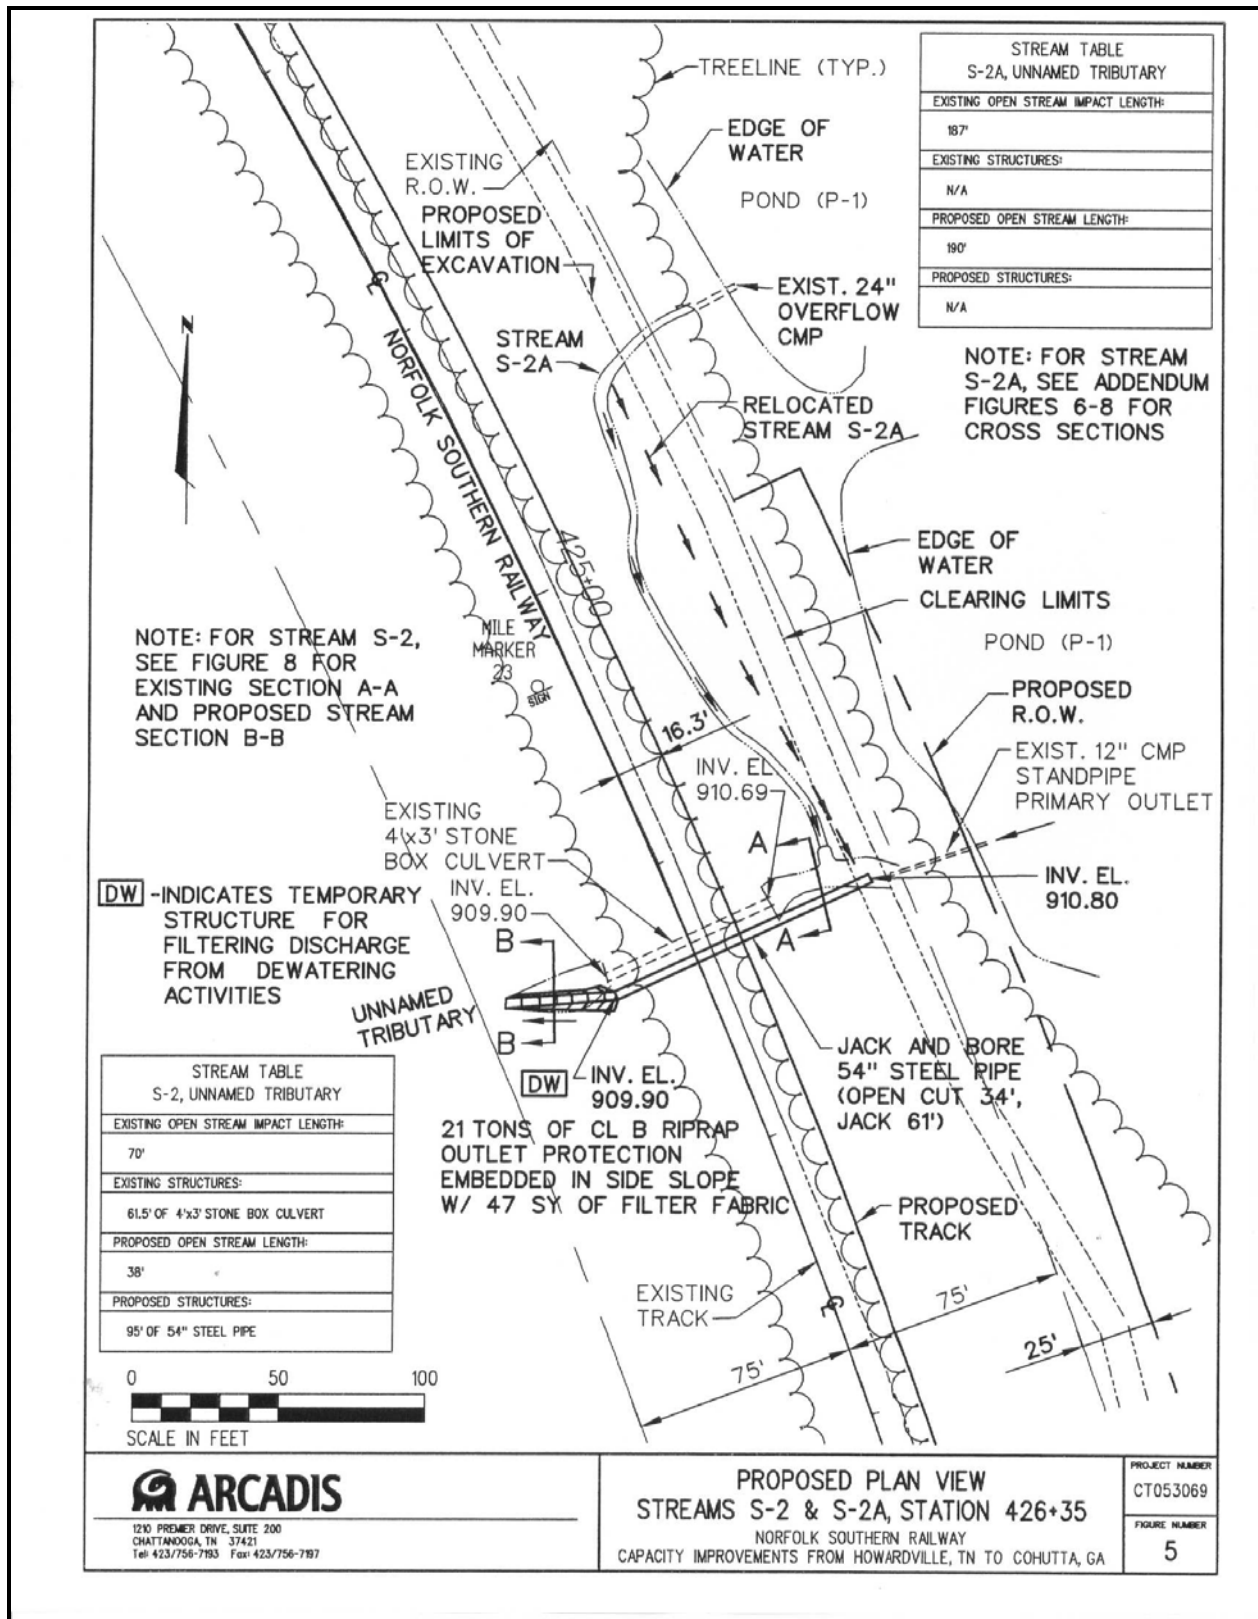 TREELINE (TYP.)
STREAM TABLE
S-2A, UNNAMED TRIBUTARY
EXISTING OPEN STREAM IMPACT LENGTH:
187'
EXISTING STRUCTURES:
N/A
PROPOSED OPEN STREAM LENGTH:
190'
PROPOSED STRUCTURES:
N/A
EDGE OF
WATER
POND (P-1)
EXISTING
R.O.W.
PROPOSED
LIMITS OF
EXCAVATION
EXIST. 24"
OVERFLOW
CMP
STREAM
S-2A
N
NORFOLK SOUTHERN RAILWAY
NOTE: FOR STREAM
S-2A, SEE ADDENDUM
FIGURES 6-8 FOR
CROSS SECTIONS
RELOCATED
STREAM S-2A
425+00
EDGE OF
WATER
CLEARING LIMITS
POND (P-1)
NOTE: FOR STREAM S-2,
SEE FIGURE 8 FOR
EXISTING SECTION A-A
AND PROPOSED STREAM
SECTION B-B
MILE
MARKER
23
SIGN
PROPOSED
R.O.W.
16.3'
INV. EL.
910.69
EXIST. 12" CMP
STANDPIPE
PRIMARY OUTLET
EXISTING
4'x3' STONE
BOX CULVERT
A
A
INV. EL.
910.80
DW -INDICATES TEMPORARY
STRUCTURE FOR
FILTERING DISCHARGE
FROM DEWATERING
ACTIVITIES
INV. EL.
909.90
B
B
UNNAMED
TRIBUTARY
DW
INV. EL.
909.90
JACK AND BORE
54" STEEL PIPE
(OPEN CUT 34',
JACK 61')
21 TONS OF CL B RIPRAP
OUTLET PROTECTION
EMBEDDED IN SIDE SLOPE
W/ 47 SY OF FILTER FABRIC
STREAM TABLE
S-2, UNNAMED TRIBUTARY
EXISTING OPEN STREAM IMPACT LENGTH:
70'
EXISTING STRUCTURES:
61.5' OF 4'x3' STONE BOX CULVERT
PROPOSED OPEN STREAM LENGTH:
38'
PROPOSED STRUCTURES:
95' OF 54" STEEL PIPE
PROPOSED
TRACK
EXISTING
TRACK
75'
75'
25'
0 50 100
SCALE IN FEET
ARCADIS
1210 PREMIER DRIVE, SUITE 200
CHATTANOOGA, TN 37421
Tel: 423/756-7193 Fax: 423/756-7197
PROPOSED PLAN VIEW
STREAMS S-2 & S-2A, STATION 426+35
NORFOLK SOUTHERN RAILWAY
CAPACITY IMPROVEMENTS FROM HOWARDVILLE, TN TO COHUTTA, GA
PROJECT NUMBER
CT053069
FIGURE NUMBER
5